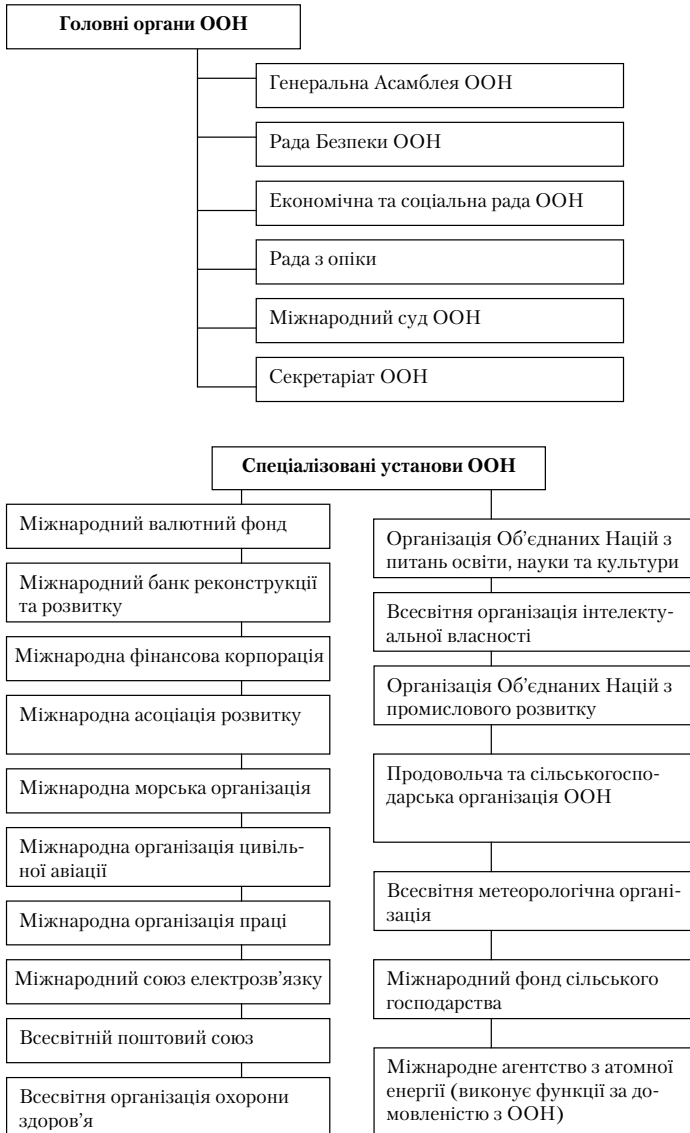 Головні органи ООН
Генеральна Асамблея ООН
Рада Безпеки ООН
Економічна та соціальна рада ООН
Рада з опіки
Міжнародний суд ООН
Секретаріат ООН
Спеціалізовані установи ООН
Міжнародний валютний фонд
Міжнародний банк реконструкції
та розвитку
Міжнародна фінансова корпорація
Міжнародна асоціація розвитку
Міжнародна морська організація
Міжнародна організація цивіль-
ної авіації
Міжнародна організація праці
Міжнародний союз електрозв’язку
Всесвітній поштовий союз
Всесвітня організація охорони
здоров’я
Організація Об’єднаних Націй з
питань освіти, науки та культури
Всесвітня організація інтелекту-
альної власності
Організація Об’єднаних Націй з
промислового розвитку
Продовольча та сільськогоспо-
дарська організація ООН
Всесвітня метеорологічна органі-
зація
Міжнародний фонд сільського
господарства
Міжнародне агентство з атомної
енергії (виконує функції за до-
мовленістю з ООН)